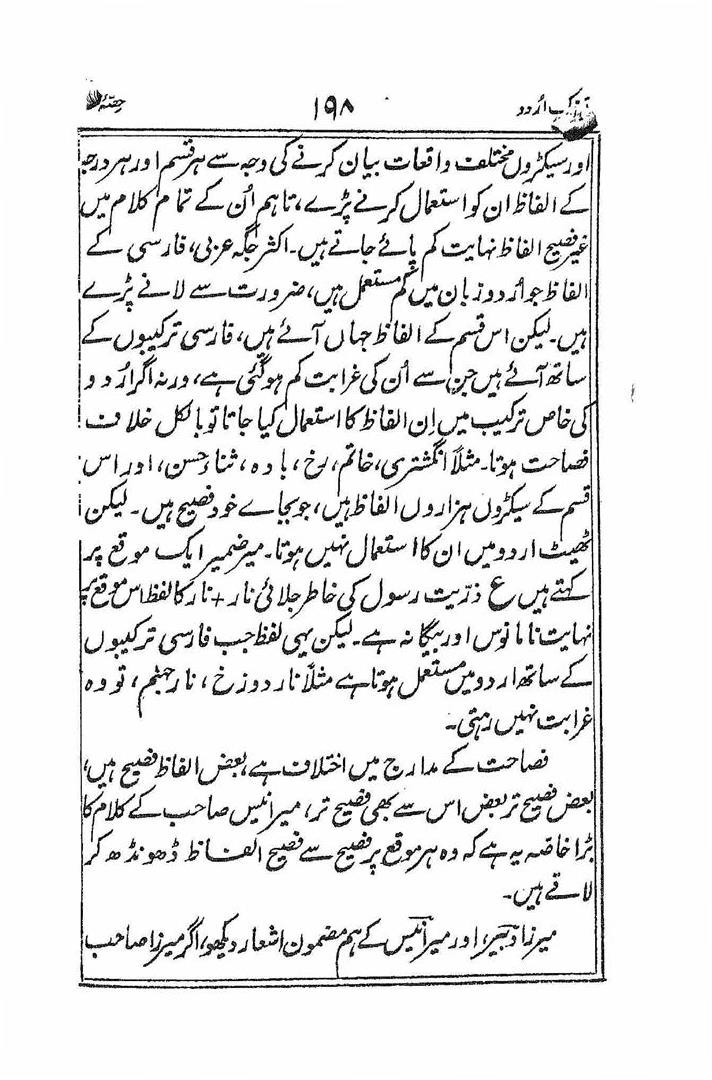 اردو ۱۹۸ حصّہ
اور سیکڑوں مختلف واقعات بیان کرنے کی وجہ سے ہر قسم اور ہر درجہ
کے الفاظ ان کو استعمال کرنے پڑے، تاہم اُن کے تمام کلام میں
غیر فصیح الفاظ نہایت کم پائے جاتے ہیں۔ اکثر جگہ عربی، فارسی کے
الفاظ جو اُردو زبان میں کم مستعمل ہیں، ضرورت سے لانے پڑے
ہیں۔ لیکن اس قسم کے الفاظ جہاں آئے ہیں، فارسی ترکیبوں کے
ساتھ آئے ہیں جن سے اُن کی غرابت کم ہو گئی ہے، ورنہ اگر اُردو
کی خاص ترکیب میں اِن الفاظ کا استعمال کیا جاتا تو بالکل خلاف
فصاحت ہوتا۔ مثلاً انگشتری، خاتم، رخ، بادہ، ثناء، حسن، اور اس
قسم کے سیکڑوں ہزاروں الفاظ ہیں، جو بجاے خود فصیح ہیں۔ لیکن
ٹھیٹ اردو میں ان کا استعمال نہیں ہوتا۔ میر ضمیر ایک موقع پر
کہتے ہیں ع ذرّیت رسول کی خاطر جلائی نار + نار کا لفظ اس موقع پر
نہایت نامانوس اور بیگانہ ہے۔ لیکن یہی لفظ جب فارسی ترکیبوں
کے ساتھ اردو میں مستعمل ہوتا ہے مثلاً نار دوزخ، نار جہنم، تو وہ
غرابت نہیں رہتی۔
فصاحت کے مدارج میں اختلاف ہے، بعض الفاظ فصیح ہیں،
بعض فصیح تر بعض اس سے بھی فصیح تر، میر انیس صاحب کے کلام کا
بڑا خاصّہ یہ ہے کہ وہ ہر موقع پر فصیح سے فصیح الفاظ ڈھونڈھ کر
لاتے ہیں۔
میرزا دبیر، اور میر انیس کے ہم مضمون اشعار دیکھو، اگر میرزا صاحب